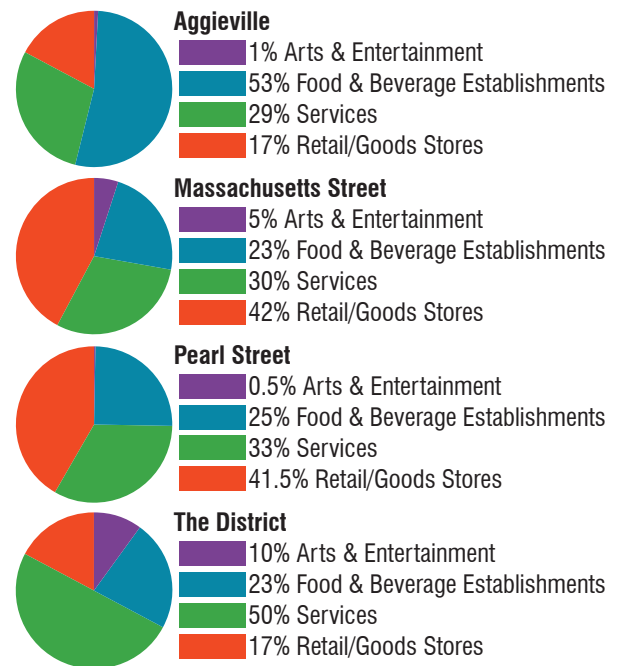 Aggieville
1% Arts & Entertainment
53% Food & Beverage Establishments
29% Services
17% Retail/Goods Stores
Massachusetts Street
5% Arts & Entertainment
23% Food & Beverage Establishments
30% Services
42% Retail/Goods Stores
Pearl Street
0.5% Arts & Entertainment
25% Food & Beverage Establishments
33% Services
41.5% Retail/Goods Stores
The District
10% Arts & Entertainment
23% Food & Beverage Establishments
50% Services
17% Retail/Goods Stores